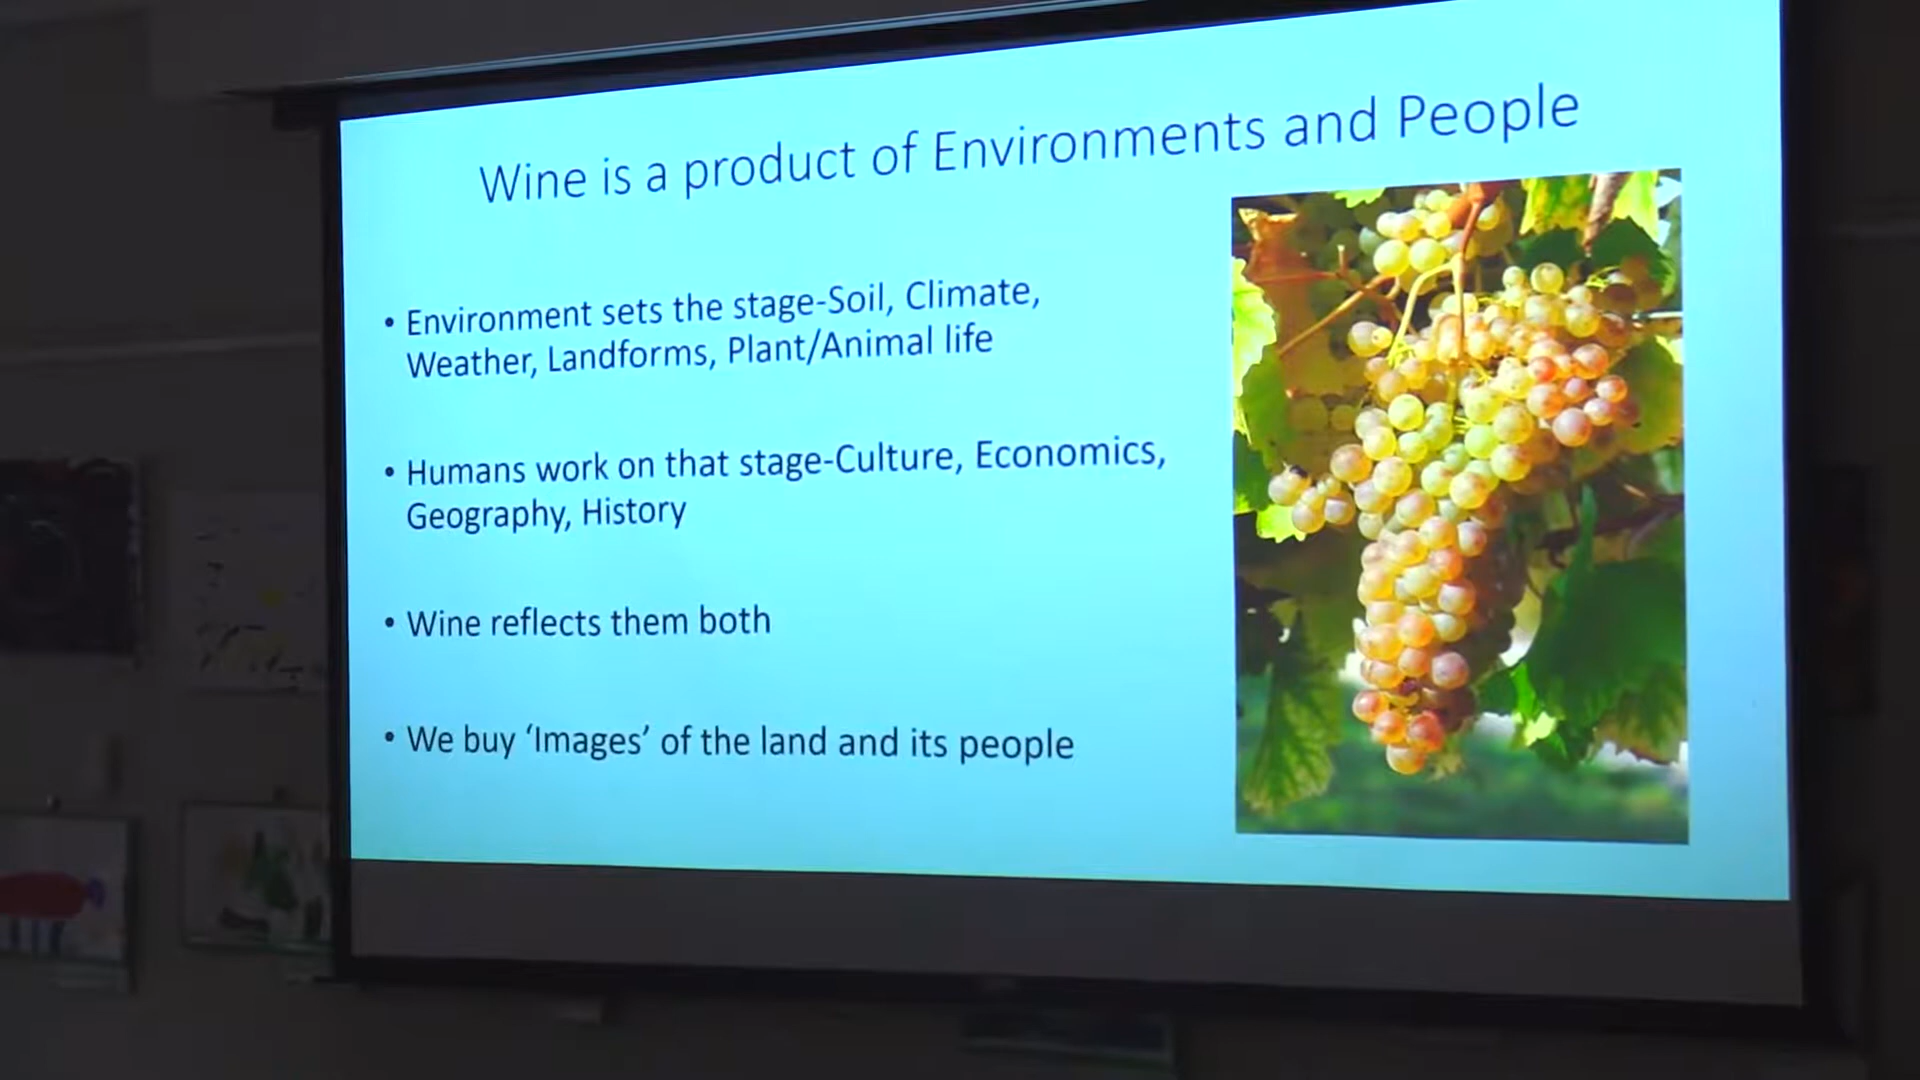 Wine is a product of Environments and People
• Environment sets the stage-Soil, Climate,
Weather, Landforms, Plant/Animal life
• Humans work on that stage-Culture, Economics,
Geography, History
• Wine reflects them both
• We buy ‘Images’ of the land and its people